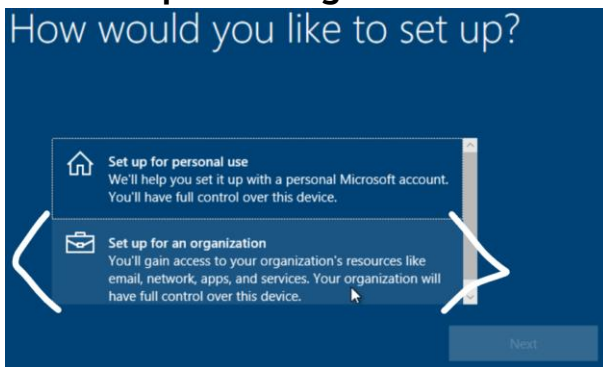 How would you like to set up?
Set up for personal use
We'll help you set it up with a personal Microsoft account.
You'll have full control over this device.
Set up for an organization
You'll gain access to your organization's resources like
email, network, apps, and services. Your organization will
have full control over this device.
Next